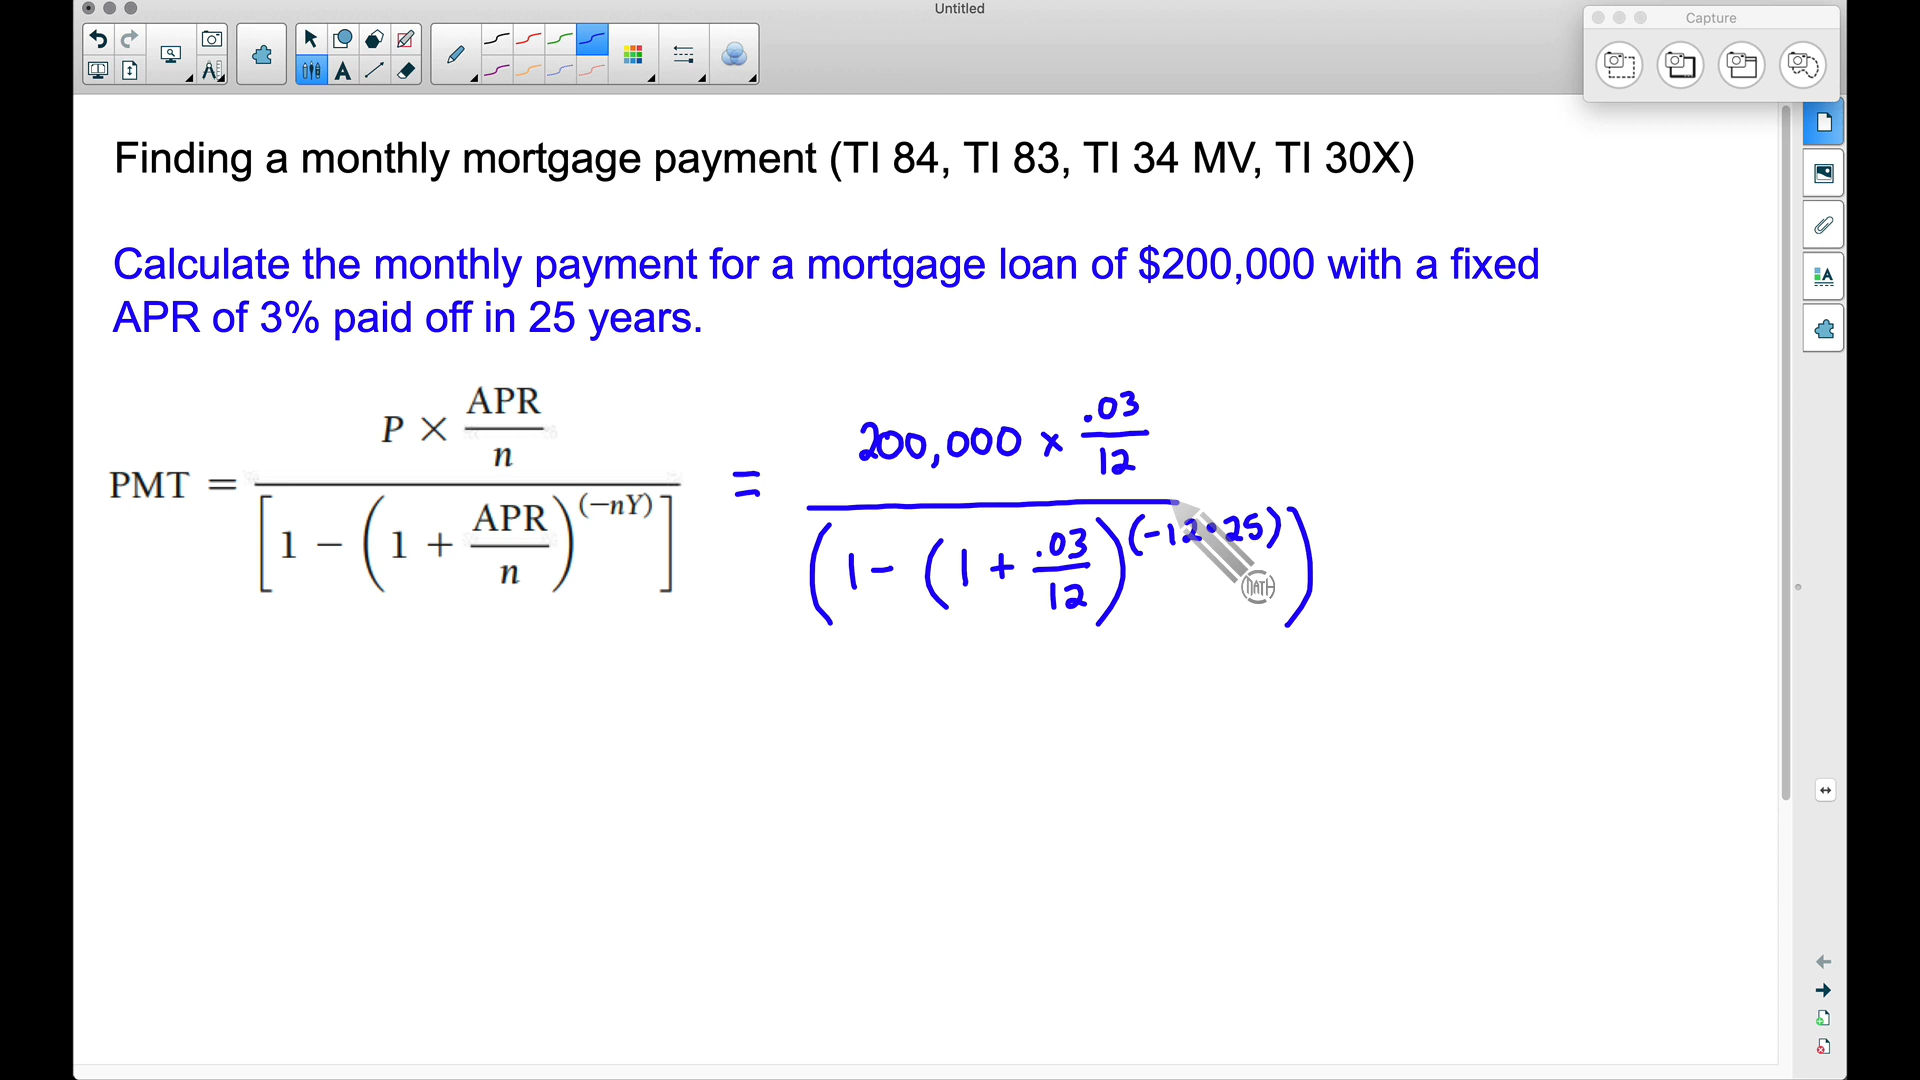 Untitled
Capture
Finding a monthly mortgage payment (TI 84, TI 83, TI 34 MV, TI 30X)
Calculate the monthly payment for a mortgage loan of $200,000 with a fixed
APR of 3% paid off in 25 years.
PMT = P × APR/n / [1 − (1 + APR/n)^(−nY)]
= 200,000 × .03/12 / (1 − (1 + .03/12)^(−12·25))
MATH